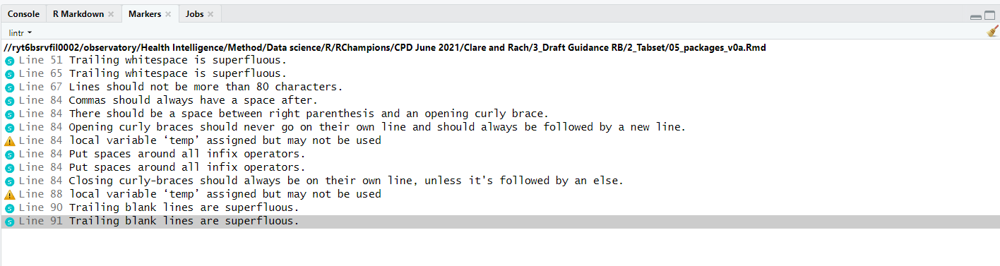 Console R Markdown Markers Jobs
lintr
//ryt6bsrvfil0002/observatory/Health Intelligence/Method/Data science/R/RChampions/CPD June 2021/Clare and Rach/3_Draft Guidance RB/2_Tabset/05_packages_v0a.Rmd
S Line 51 Trailing whitespace is superfluous.
S Line 65 Trailing whitespace is superfluous.
S Line 67 Lines should not be more than 80 characters.
S Line 84 Commas should always have a space after.
S Line 84 There should be a space between right parenthesis and an opening curly brace.
S Line 84 Opening curly braces should never go on their own line and should always be followed by a new line.
Line 84 local variable ‘temp’ assigned but may not be used
S Line 84 Put spaces around all infix operators.
S Line 84 Put spaces around all infix operators.
S Line 84 Closing curly-braces should always be on their own line, unless it's followed by an else.
Line 88 local variable ‘temp’ assigned but may not be used
S Line 90 Trailing blank lines are superfluous.
S Line 91 Trailing blank lines are superfluous.